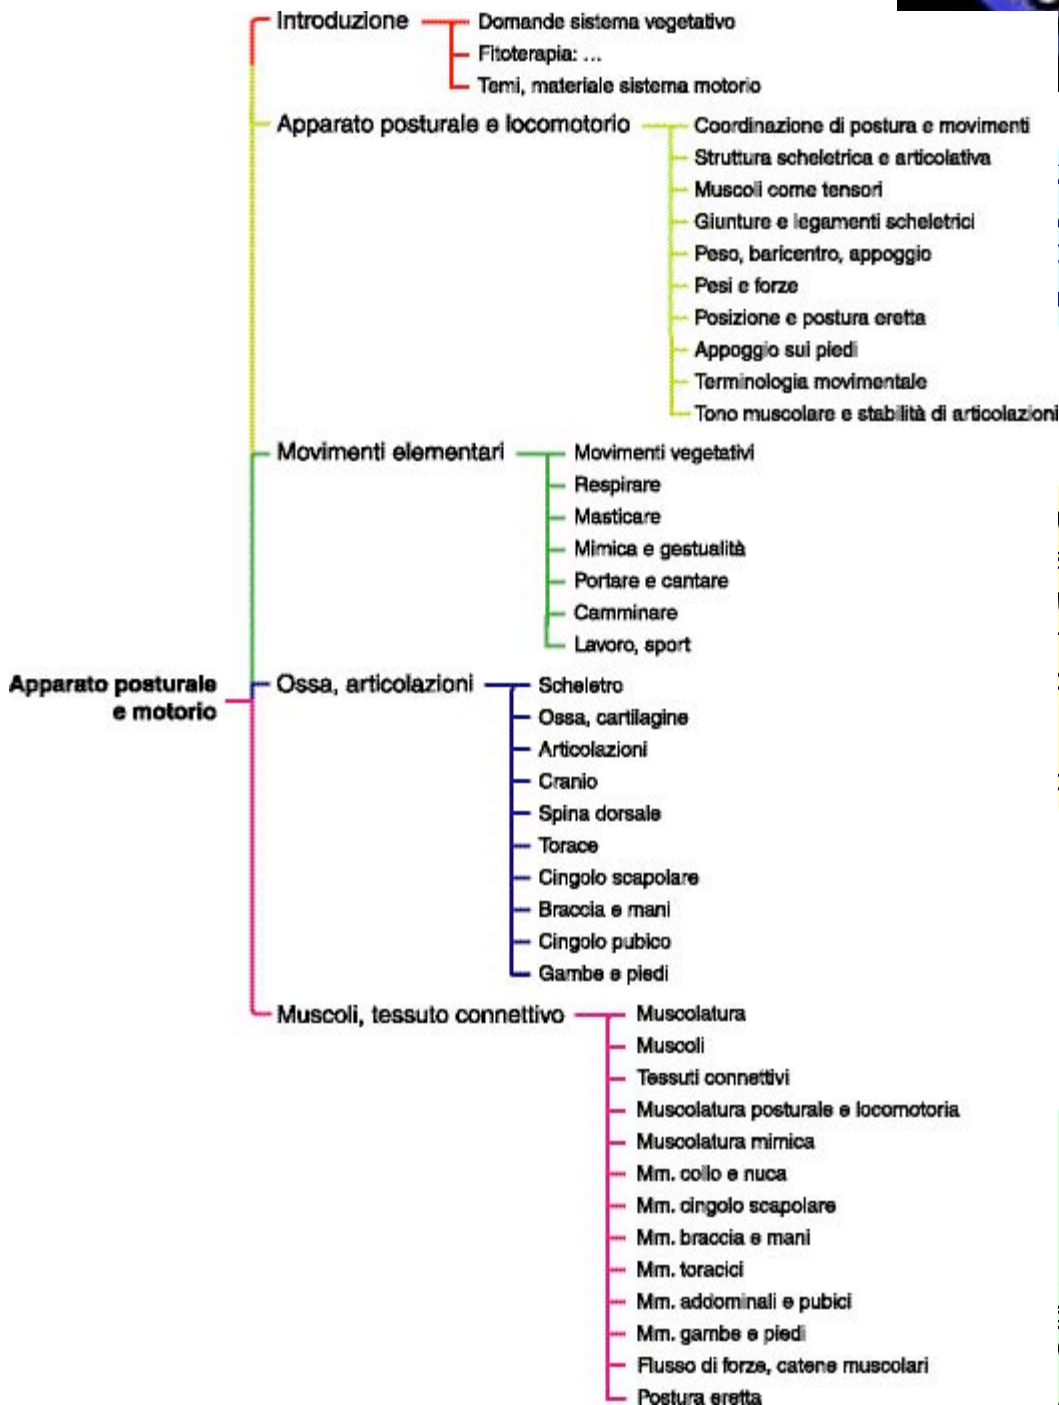 Introduzione
Domande sistema vegetativo
Fitoterapia: ...
Temi, materiale sistema motorio
Apparato posturale e locomotorio
Coordinazione di postura e movimenti
Struttura scheletrica e articolativa
Muscoli come tensori
Giunture e legamenti scheletrici
Peso, baricentro, appoggio
Pesi e forze
Posizione e postura eretta
Appoggio sui piedi
Terminologia movimentale
Tono muscolare e stabilità di articolazioni
Movimenti elementari
Movimenti vegetativi
Respirare
Masticare
Mimica e gestualità
Portare e cantare
Camminare
Lavoro, sport
Apparato posturale
e motorio
Ossa, articolazioni
Scheletro
Ossa, cartilagine
Articolazioni
Cranio
Spina dorsale
Torace
Cingolo scapolare
Braccia e mani
Cingolo pubico
Gambe e piedi
Muscoli, tessuto connettivo
Muscolatura
Muscoli
Tessuti connettivi
Muscolatura posturale e locomotoria
Muscolatura mimica
Mm. collo e nuca
Mm. cingolo scapolare
Mm. braccia e mani
Mm. toracici
Mm. addominali e pubici
Mm. gambe e piedi
Flusso di forze, catene muscolari
Postura eretta